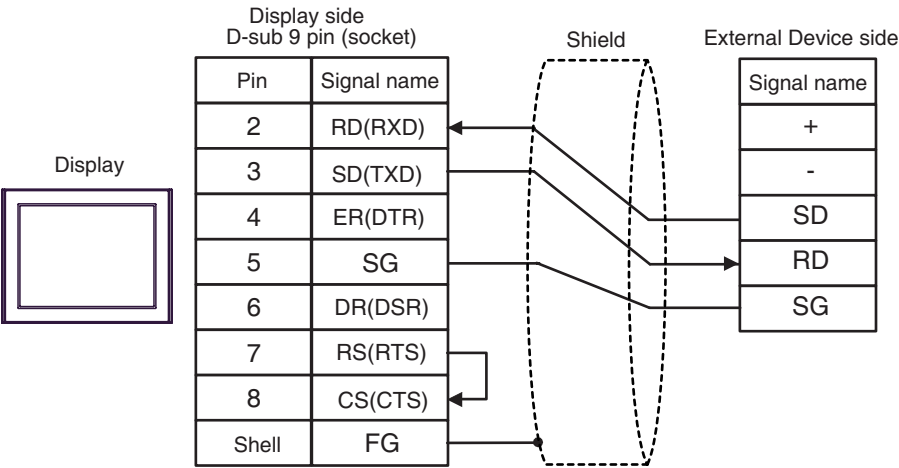 Display side
D-sub 9 pin (socket)
Shield
External Device side
Pin Signal name
Signal name
2 RD(RXD)
+
Display
3 SD(TXD)
-
4 ER(DTR)
SD
5 SG
RD
6 DR(DSR)
SG
7 RS(RTS)
8 CS(CTS)
Shell FG